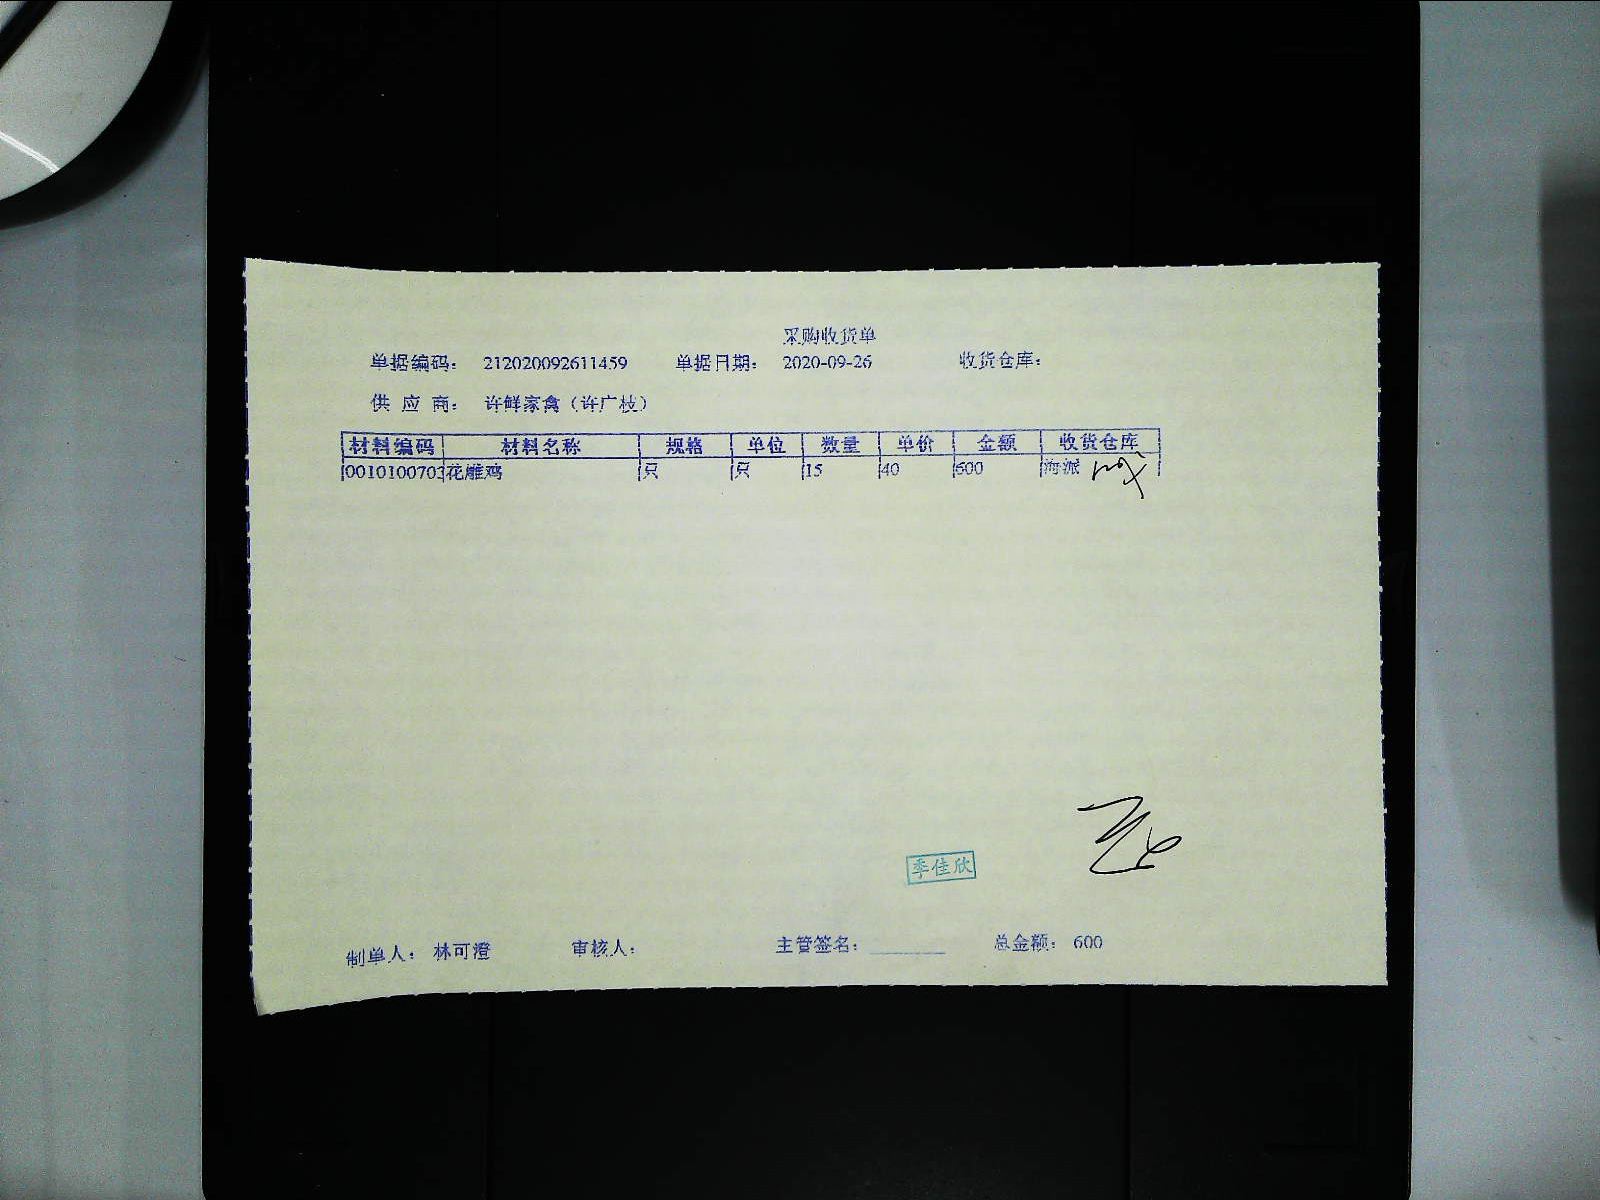 采购收货单
单据编码： 212020092611459 单据日期： 2020-09-26 收货仓库：
供 应 商： 许鲜家禽（许广枝）
材料编码 材料名称 规格 单位 数量 单价 金额 收货仓库
0010100703 花雕鸡 只 只 15 40 600 海派
季佳欣
制单人： 林可澄 审核人： 主管签名： 总金额： 600